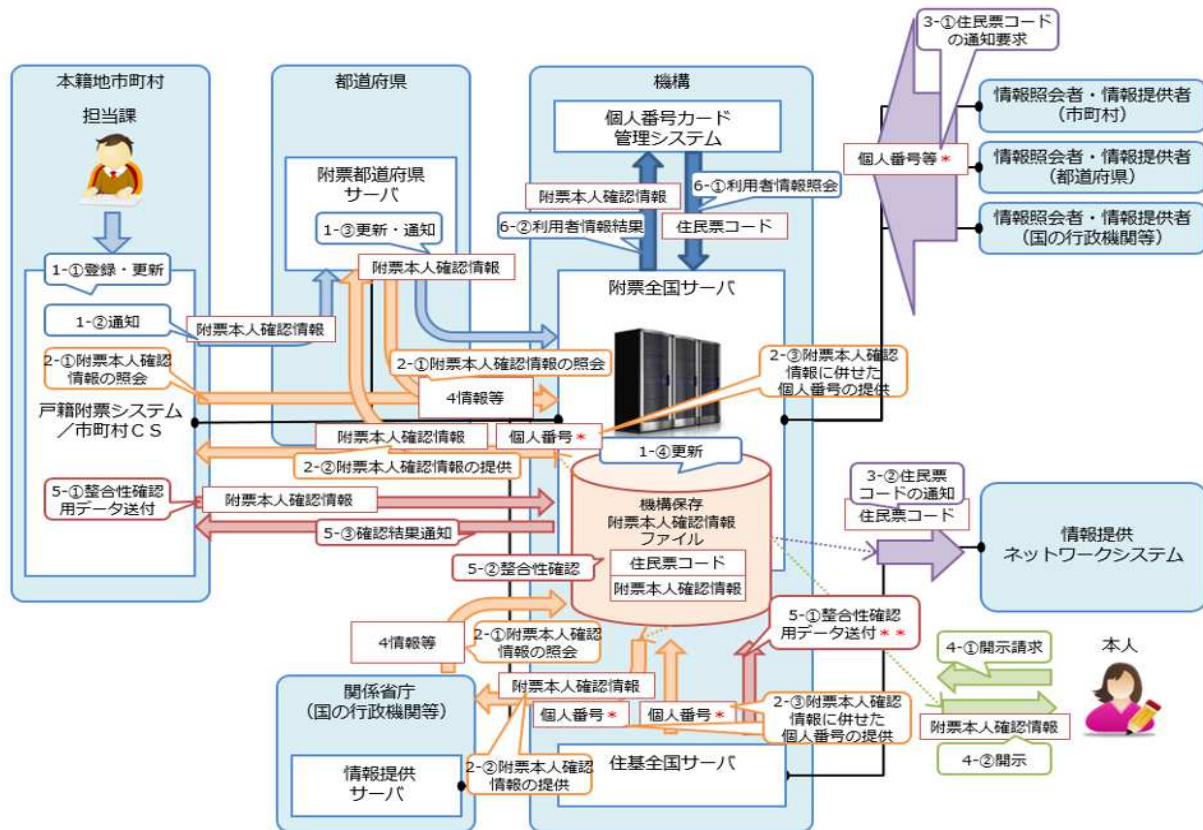 3-①住民票コード
の通知要求
本籍地市町村
都道府県
機構
担当課
個人番号カード
管理システム
情報照会者・情報提供者
(市町村)
個人番号等*
情報照会者・情報提供者
(都道府県)
附票都道府県
サーバ
附票本人確認情報
6-①利用者情報照会
1-③更新・通知
6-②利用者情報結果
住民票コード
情報照会者・情報提供者
(国の行政機関等)
1-①登録・更新
附票本人確認情報
附票全国サーバ
1-②通知
附票本人確認情報
2-①附票本人確認
情報の照会
2-①附票本人確認情報の照会
2-③附票本人確認
情報に併せた
個人番号の提供
4情報等
戸籍附票システム
/市町村CS
附票本人確認情報
個人番号*
2-②附票本人確認情報の提供
1-④更新
3-②住民票
コードの通知
住民票コード
5-①整合性確認
用データ送付
附票本人確認情報
機構保存
附票本人確認情報
ファイル
5-③確認結果通知
情報提供
ネットワークシステム
5-②整合性確認
住民票コード
附票本人確認情報
4情報等
2-①附票本人確認
情報の照会
5-①整合性確認
用データ送付**
4-①開示請求
本人
関係省庁
(国の行政機関等)
附票本人確認情報
個人番号*
個人番号*
2-③附票本人確認
情報に併せた
個人番号の提供
附票本人確認情報
4-②開示
情報提供
サーバ
2-②附票本人確認
情報の提供
住基全国サーバ